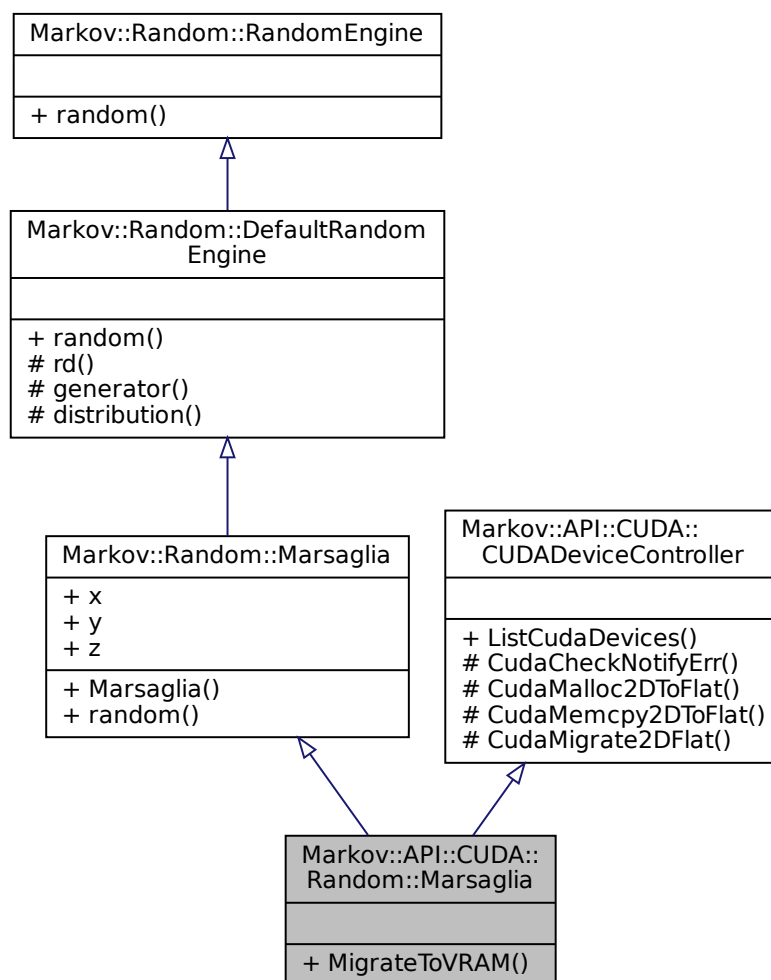 Markov::Random::RandomEngine
+ random()
Markov::Random::DefaultRandom
Engine
+ random()
# rd()
# generator()
# distribution()
Markov::Random::Marsaglia
+ x
+ y
+ z
+ Marsaglia()
+ random()
Markov::API::CUDA::
CUDADeviceController
+ ListCudaDevices()
# CudaCheckNotifyErr()
# CudaMalloc2DToFlat()
# CudaMemcpy2DToFlat()
# CudaMigrate2DFlat()
Markov::API::CUDA::
Random::Marsaglia
+ MigrateToVRAM()